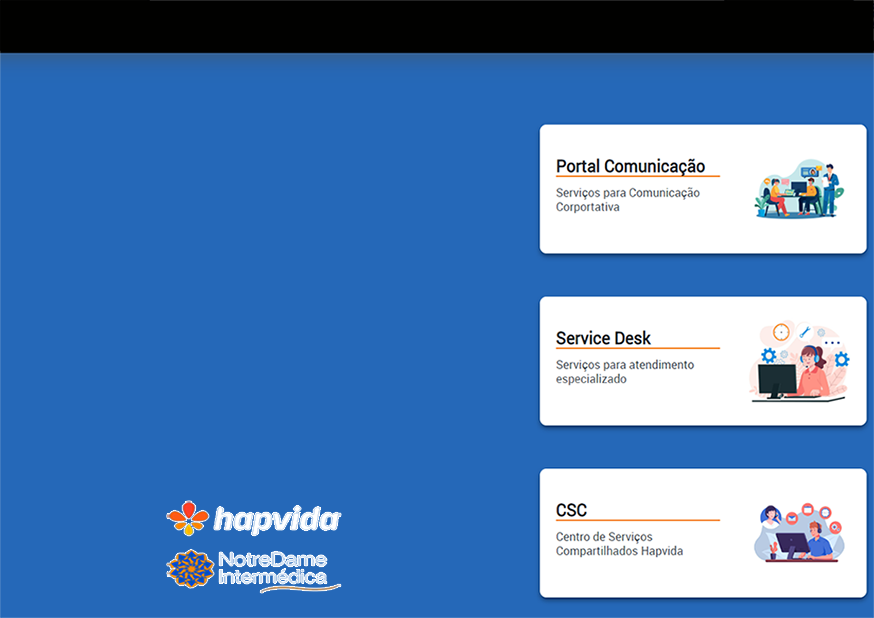 Portal Comunicação
Serviços para Comunicação
Corportativa
Service Desk
Serviços para atendimento
especializado
CSC
Centro de Serviços
Compartilhados Hapvida
hapvida
NotreDame
Intermédica